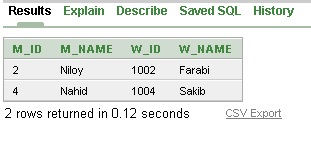 Results Explain Describe Saved SQL History
M_ID M_NAME W_ID W_NAME
2 Niloy 1002 Farabi
4 Nahid 1004 Sakib
2 rows returned in 0.12 seconds CSV Export